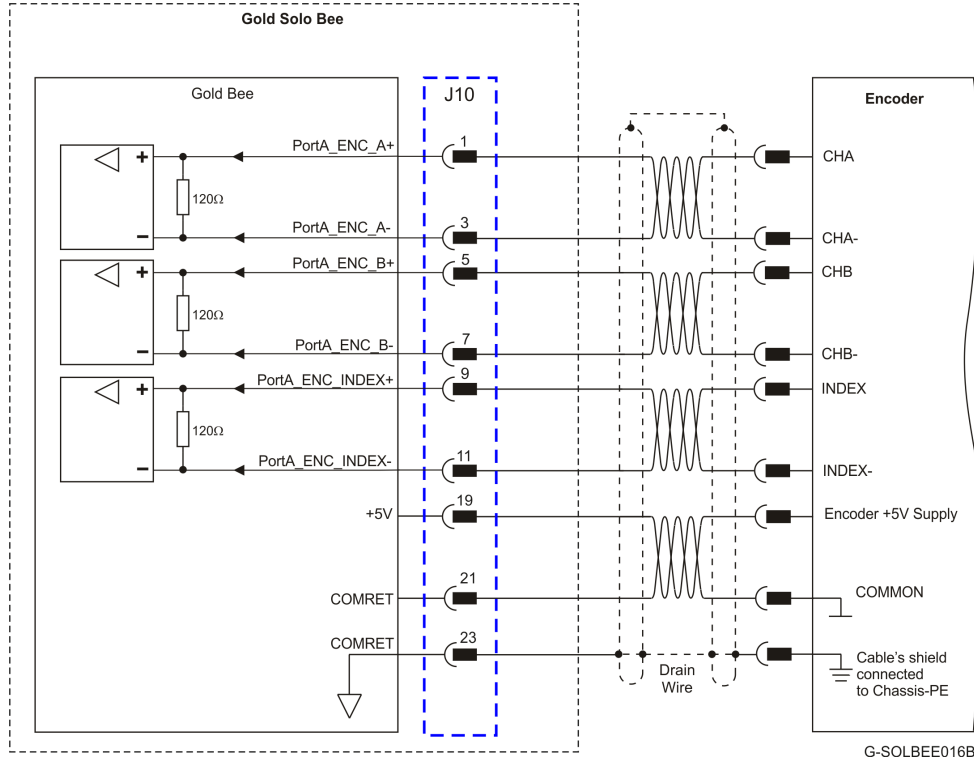 Gold Solo Bee
Gold Bee
J10
Encoder
PortA_ENC_A+
1
CHA
120Ω
PortA_ENC_A-
3
CHA-
PortA_ENC_B+
5
CHB
120Ω
PortA_ENC_B-
7
CHB-
PortA_ENC_INDEX+
9
INDEX
120Ω
PortA_ENC_INDEX-
11
INDEX-
+5V
19
Encoder +5V Supply
COMRET
21
COMMON
COMRET
23
Drain
Wire
Cable's shield
connected
to Chassis-PE
G-SOLBEE016B